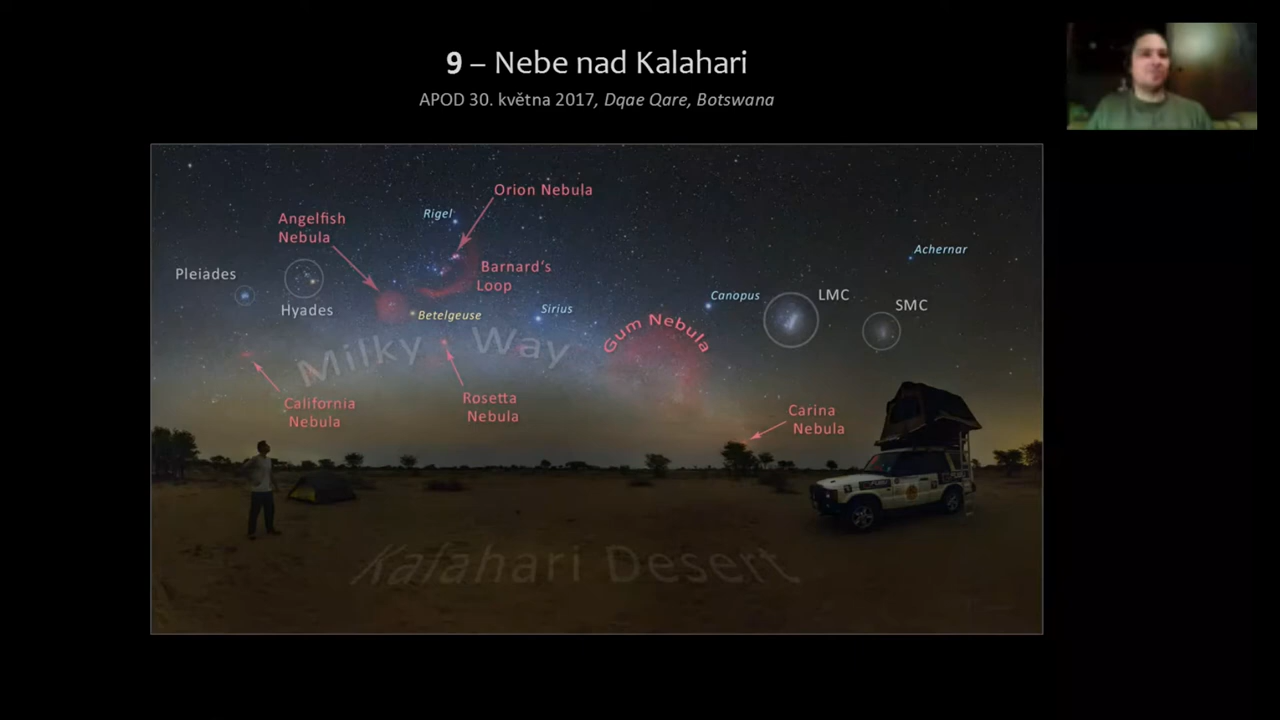 9 – Nebe nad Kalahari
APOD 30. května 2017, Dqae Qare, Botswana
Orion Nebula
Rigel
Angelfish
Nebula
Achernar
Barnard's
Loop
Pleiades
Hyades
Betelgeuse
Sirius
Canopus
LMC
SMC
Gum Nebula
Milky Way
California
Nebula
Rosetta
Nebula
Carina
Nebula
Kalahari Desert